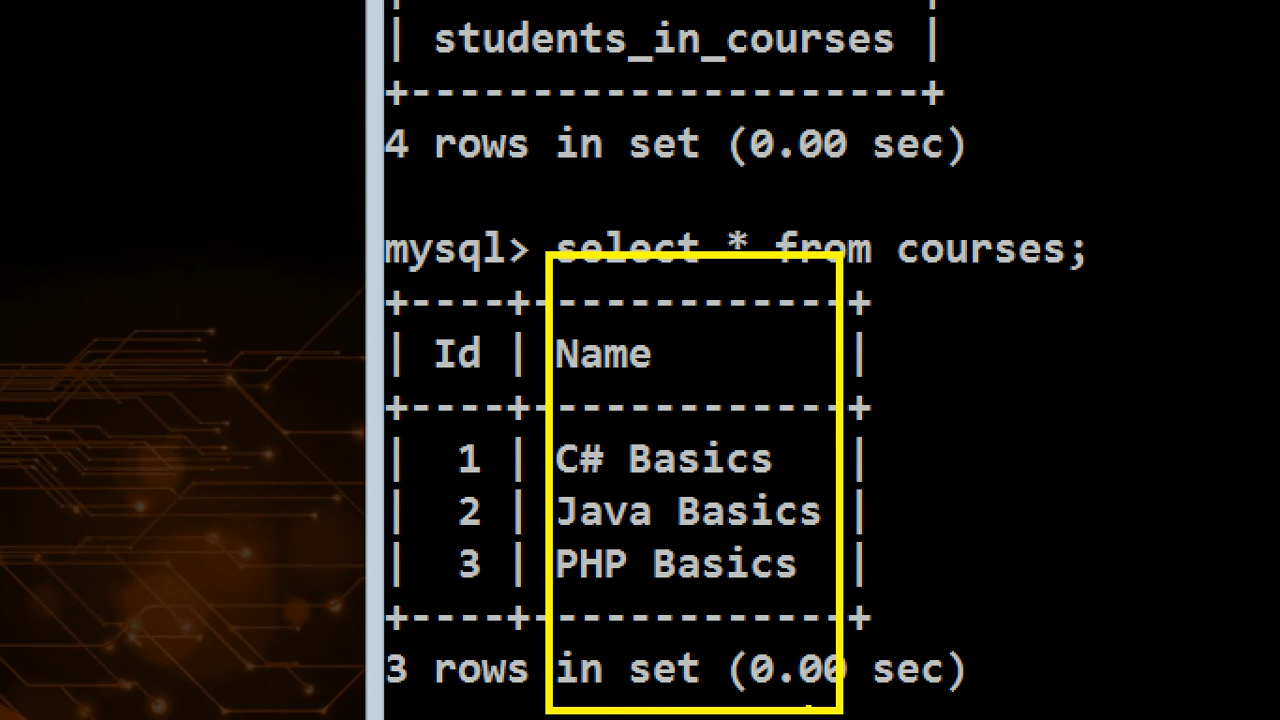 | students_in_courses |
+---------------------+
4 rows in set (0.00 sec)
mysql> select * from courses;
+----+-------------+
| Id | Name        |
+----+-------------+
|  1 | C# Basics   |
|  2 | Java Basics |
|  3 | PHP Basics  |
+----+-------------+
3 rows in set (0.00 sec)